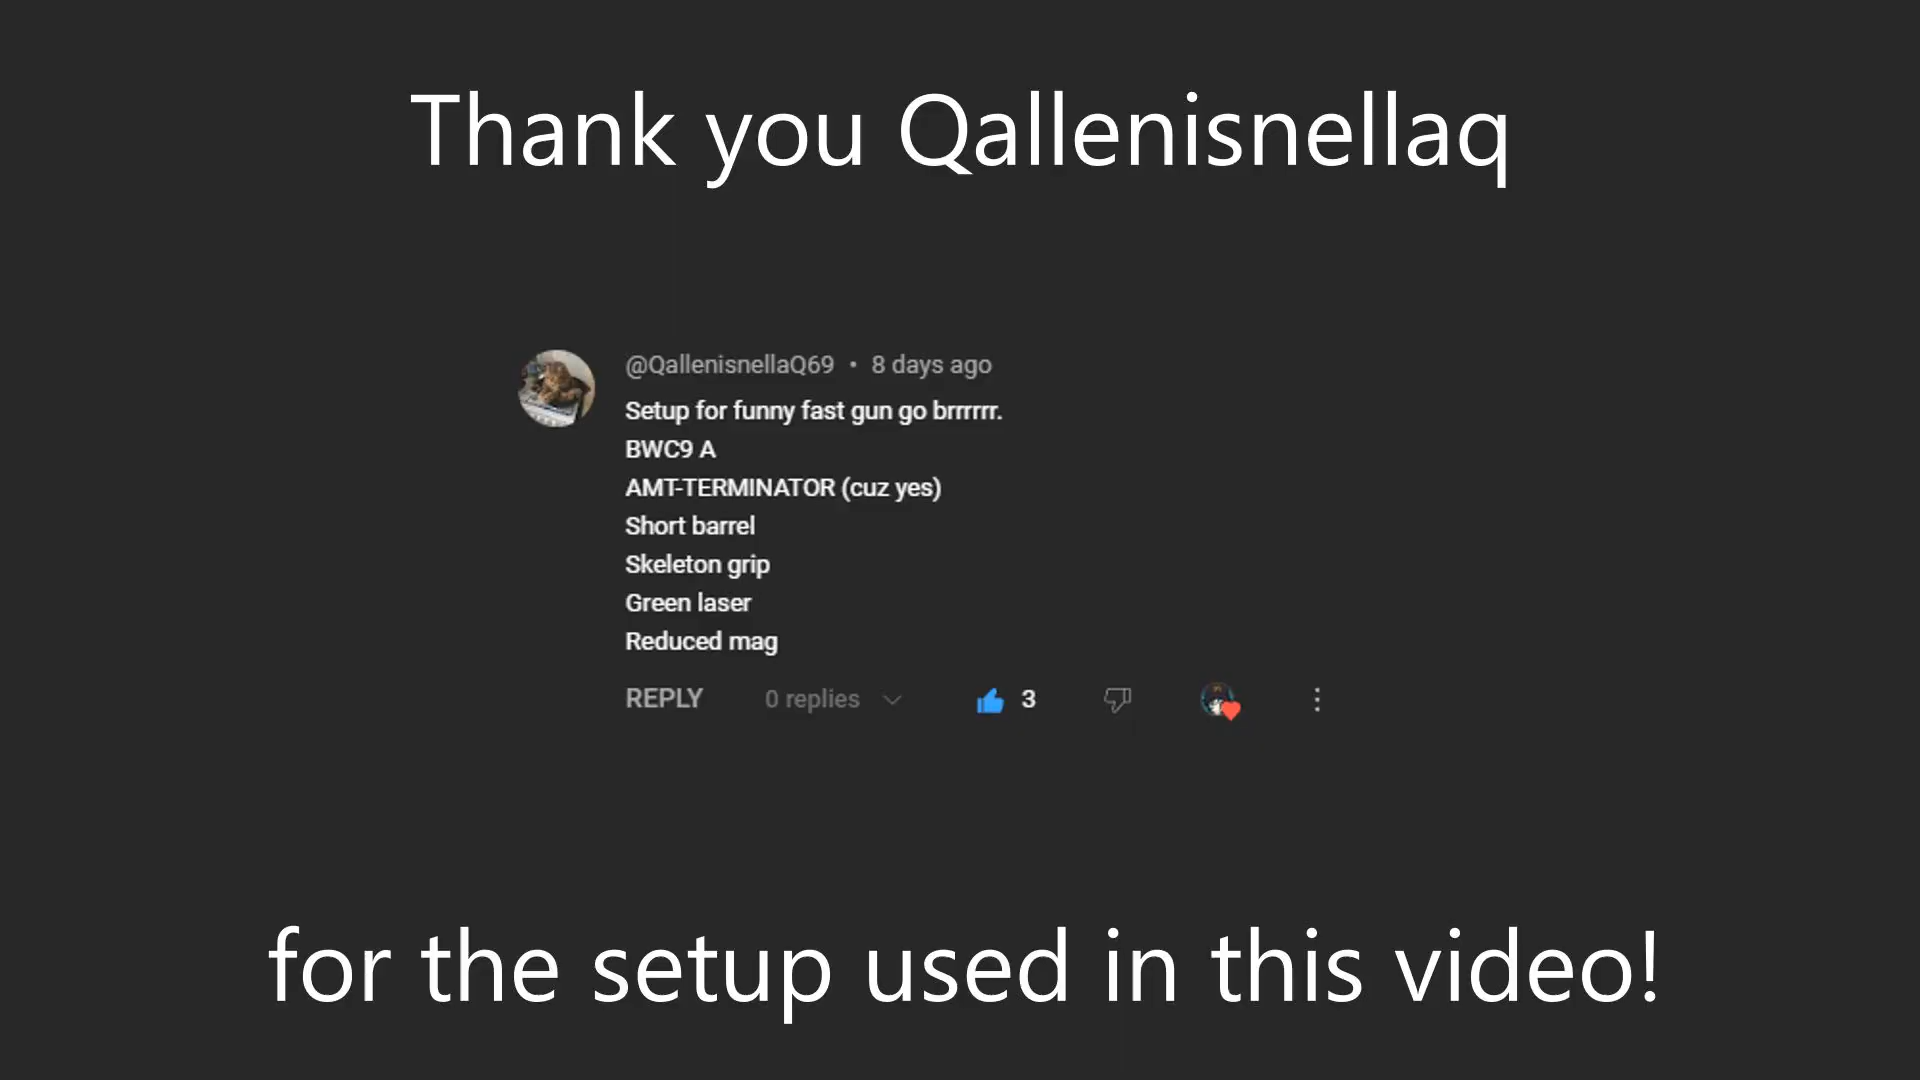 Thank you Qallenisnellaq
@QallenisnellaQ69 • 8 days ago
Setup for funny fast gun go brrrrrr.
BWC9 A
AMT-TERMINATOR (cuz yes)
Short barrel
Skeleton grip
Green laser
Reduced mag
REPLY 0 replies 3
for the setup used in this video!